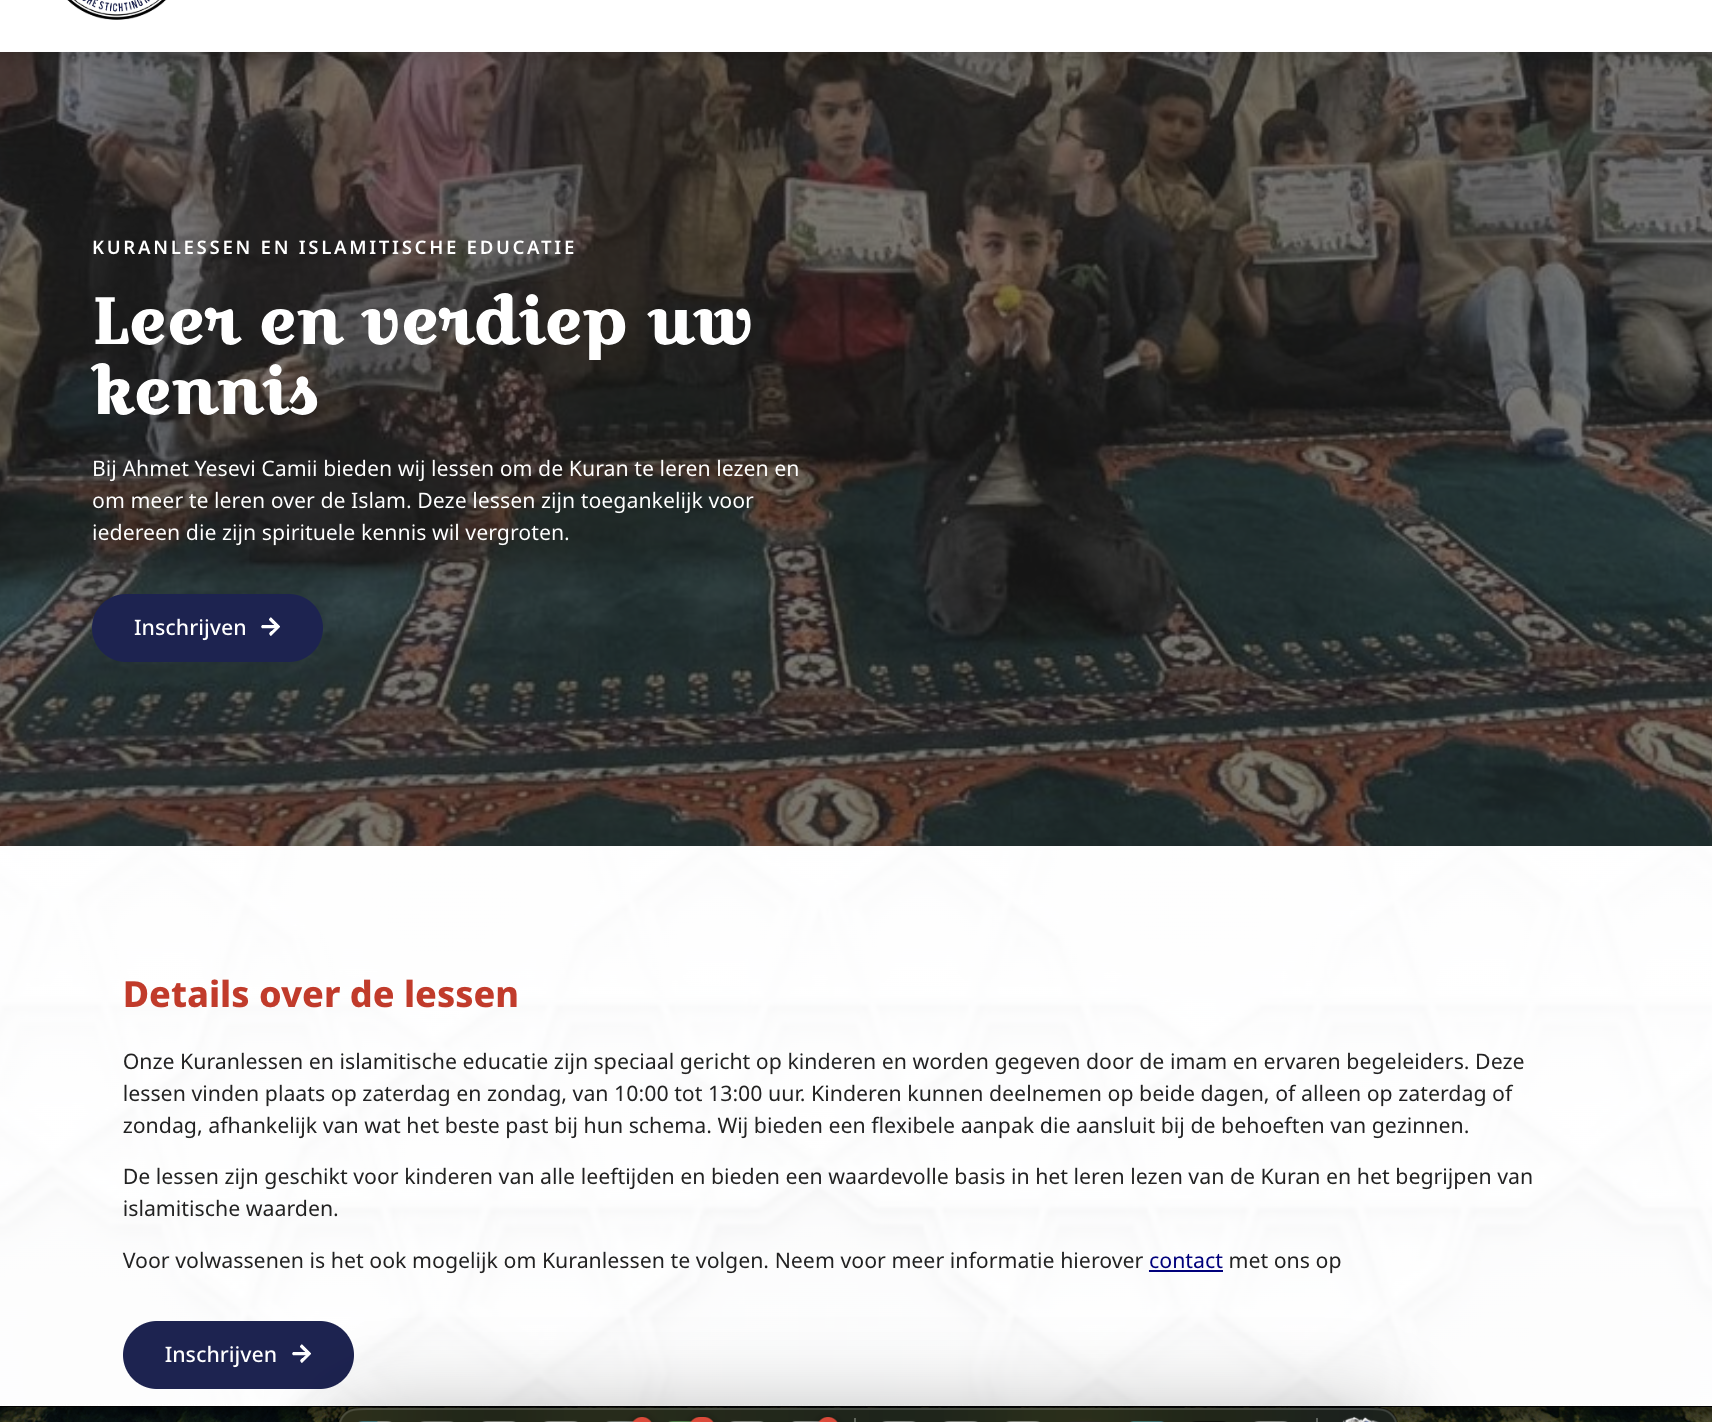 KURANLESSEN EN ISLAMITISCHE EDUCATIE
Leer en verdiep uw
kennis
Bij Ahmet Yesevi Camii bieden wij lessen om de Kuran te leren lezen en
om meer te leren over de Islam. Deze lessen zijn toegankelijk voor
iedereen die zijn spirituele kennis wil vergroten.
Inschrijven
Details over de lessen
Onze Kuranlessen en islamitische educatie zijn speciaal gericht op kinderen en worden gegeven door de imam en ervaren begeleiders. Deze
lessen vinden plaats op zaterdag en zondag, van 10:00 tot 13:00 uur. Kinderen kunnen deelnemen op beide dagen, of alleen op zaterdag of
zondag, afhankelijk van wat het beste past bij hun schema. Wij bieden een flexibele aanpak die aansluit bij de behoeften van gezinnen.
De lessen zijn geschikt voor kinderen van alle leeftijden en bieden een waardevolle basis in het leren lezen van de Kuran en het begrijpen van
islamitische waarden.
Voor volwassenen is het ook mogelijk om Kuranlessen te volgen. Neem voor meer informatie hierover contact met ons op
Inschrijven